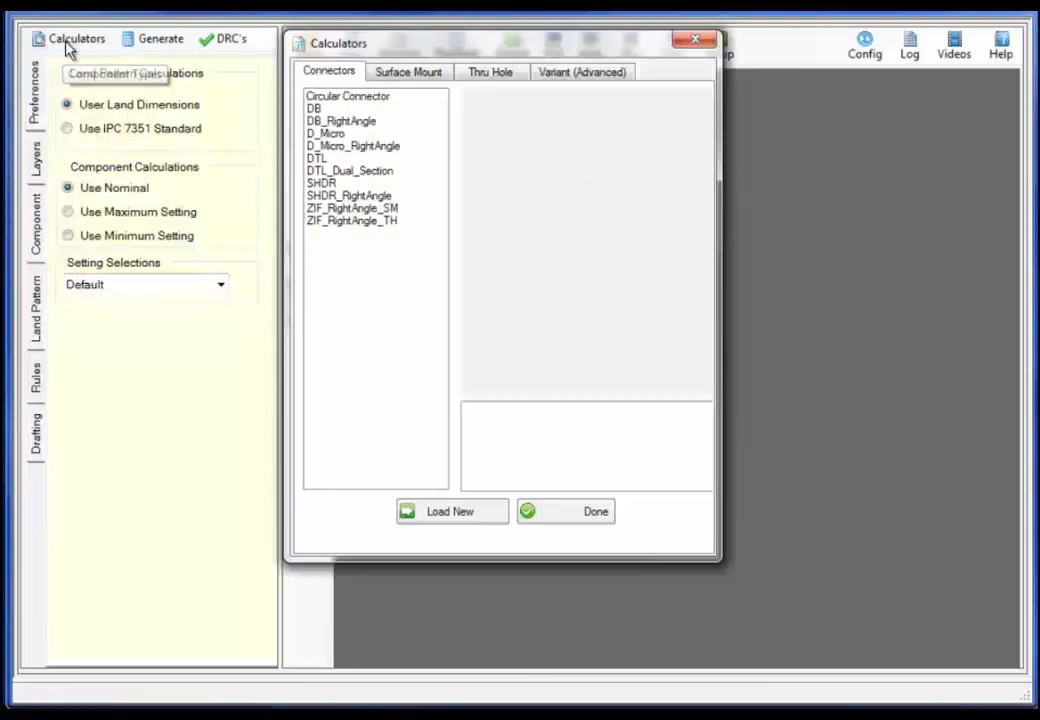 Calculators
Generate
DRC's
Config
Log
Videos
Help
Preferences
Layers
Component
Land Pattern
Rules
Drafting
User Land Dimensions
Use IPC 7351 Standard
Component Calculations
Use Nominal
Use Maximum Setting
Use Minimum Setting
Setting Selections
Default
Calculators
Connectors
Surface Mount
Thru Hole
Variant (Advanced)
Circular Connector
DB
DB_RightAngle
D_Micro
D_Micro_RightAngle
DTL
DTL_Dual_Section
SHDR
SHDR_RightAngle
ZIF_RightAngle_SM
ZIF_RightAngle_TH
Load New
Done